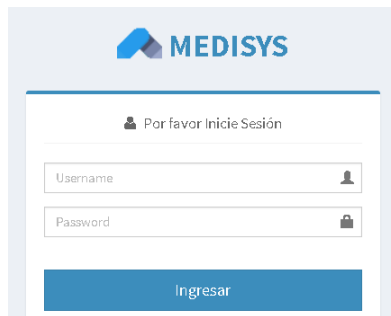 MEDISYS
Por favor Inicie Sesión
Username
Password
Ingresar